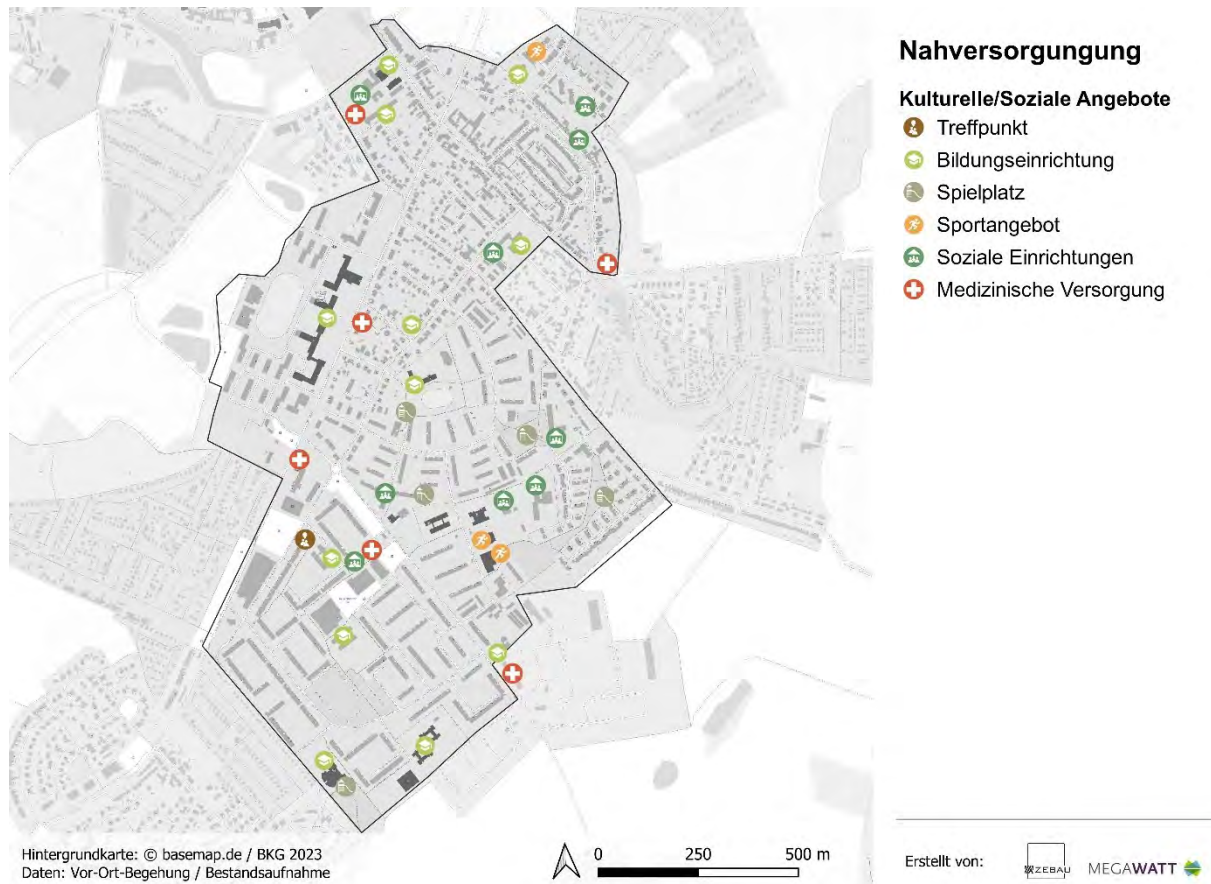 Nahversorgungung
Kulturelle/Soziale Angebote
Treffpunkt
Bildungseinrichtung
Spielplatz
Sportangebot
Soziale Einrichtungen
Medizinische Versorgung
Hintergrundkarte: © basemap.de / BKG 2023
Daten: Vor-Ort-Begehung / Bestandsaufnahme
0 250 500 m
Erstellt von:
ZEBAU
MEGAWATT